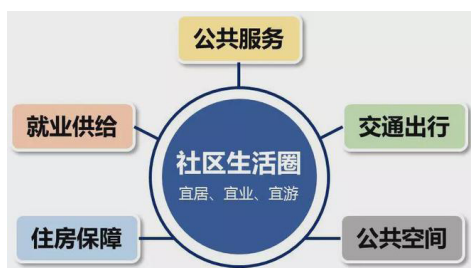 公共服务
就业供给
交通出行
社区生活圈
宜居、宜业、宜游
住房保障
公共空间